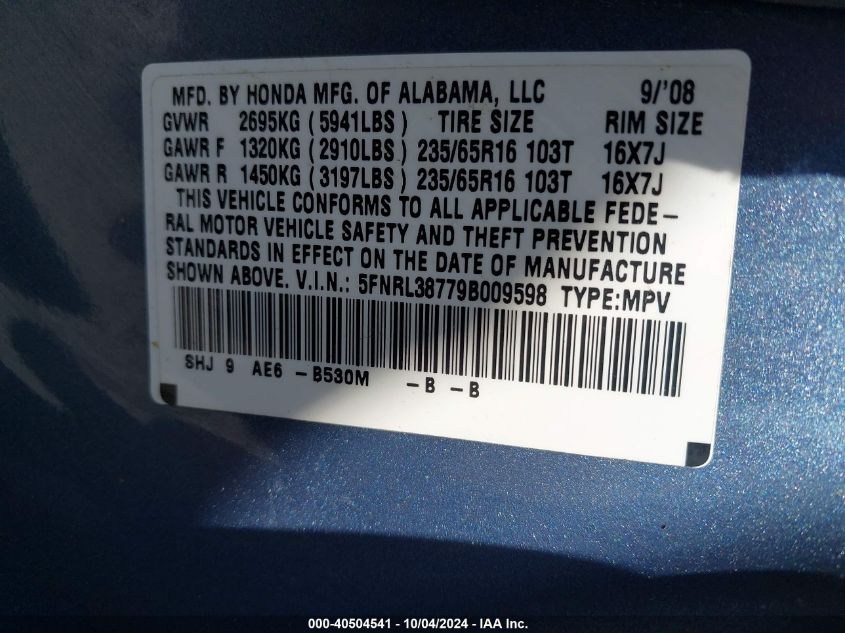 MFD. BY HONDA MFG. OF ALABAMA, LLC 9/'08
GVWR 2695KG (5941LBS) TIRE SIZE RIM SIZE
GAWR F 1320KG (2910LBS) 235/65R16 103T 16X7J
GAWR R 1450KG (3197LBS) 235/65R16 103T 16X7J
THIS VEHICLE CONFORMS TO ALL APPLICABLE FEDE-
RAL MOTOR VEHICLE SAFETY AND THEFT PREVENTION
STANDARDS IN EFFECT ON THE DATE OF MANUFACTURE
SHOWN ABOVE. V.I.N.: 5FNRL38779B009598 TYPE:MPV
SHJ 9 AE6 -B530M -B -B
000-40504541 - 10/04/2024 - IAA Inc.